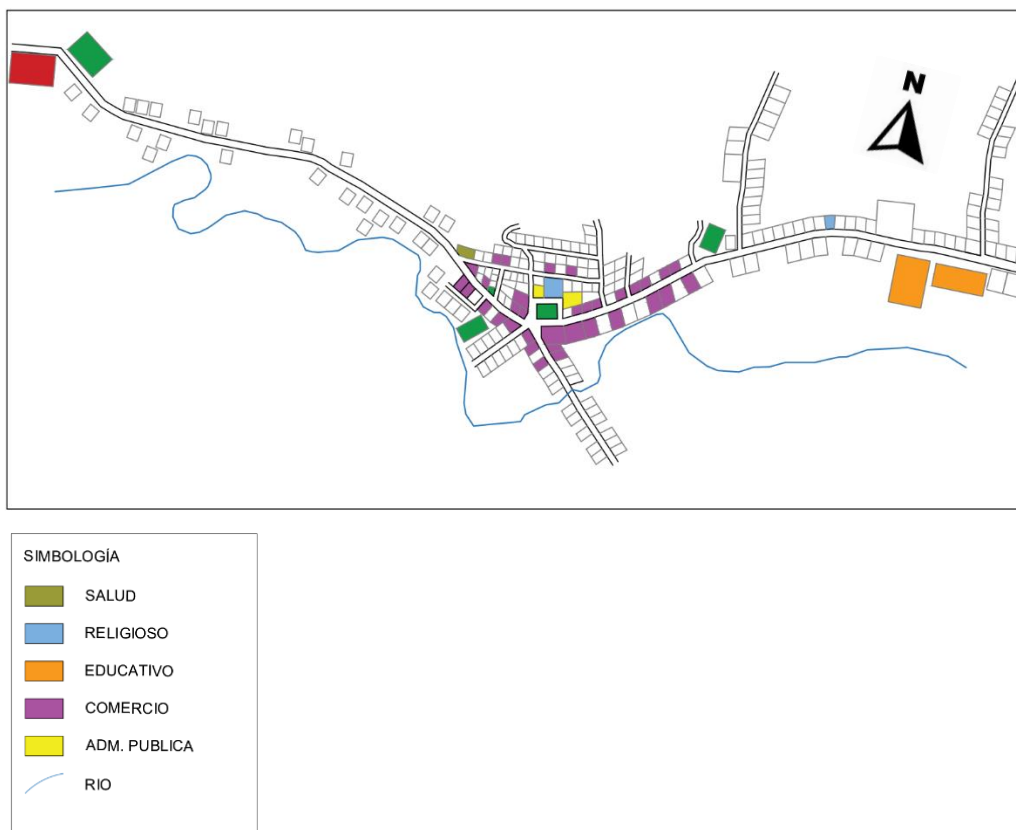 N
SIMBOLOGÍA
SALUD
RELIGIOSO
EDUCATIVO
COMERCIO
ADM. PUBLICA
RIO